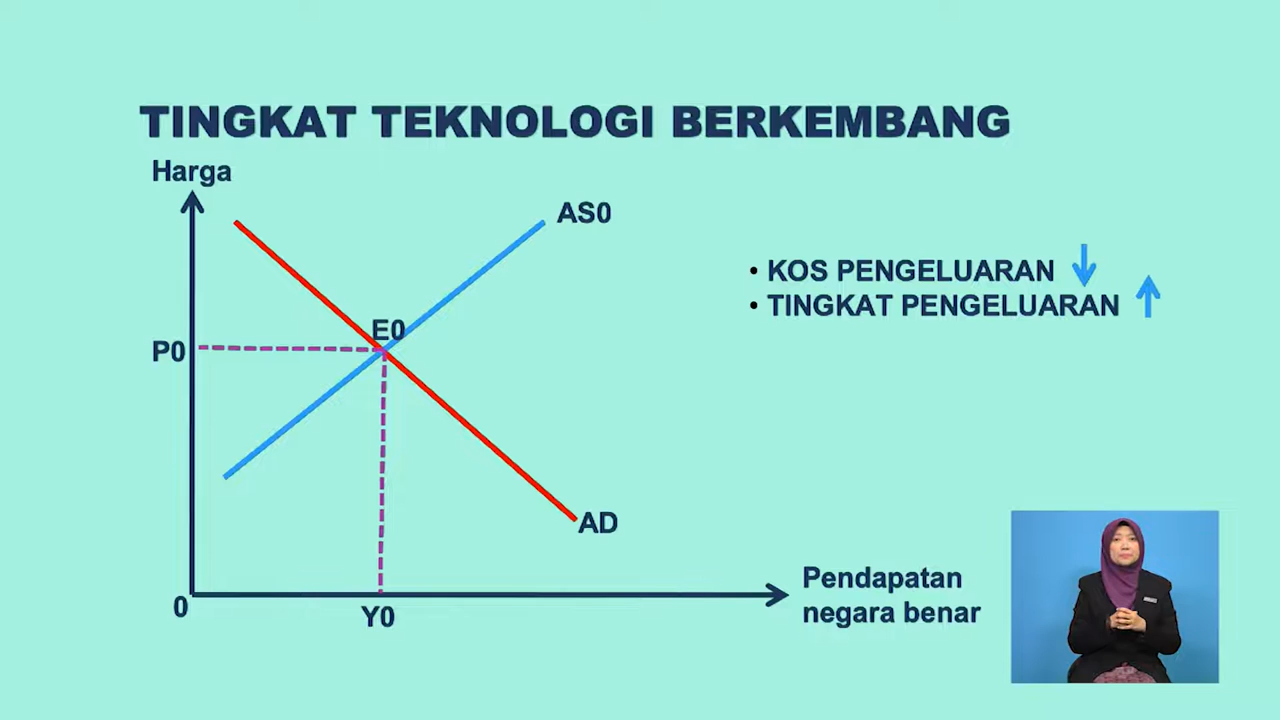 TINGKAT TEKNOLOGI BERKEMBANG
Harga
AS0
• KOS PENGELUARAN
• TINGKAT PENGELUARAN
E0
P0
AD
Pendapatan
negara benar
0
Y0